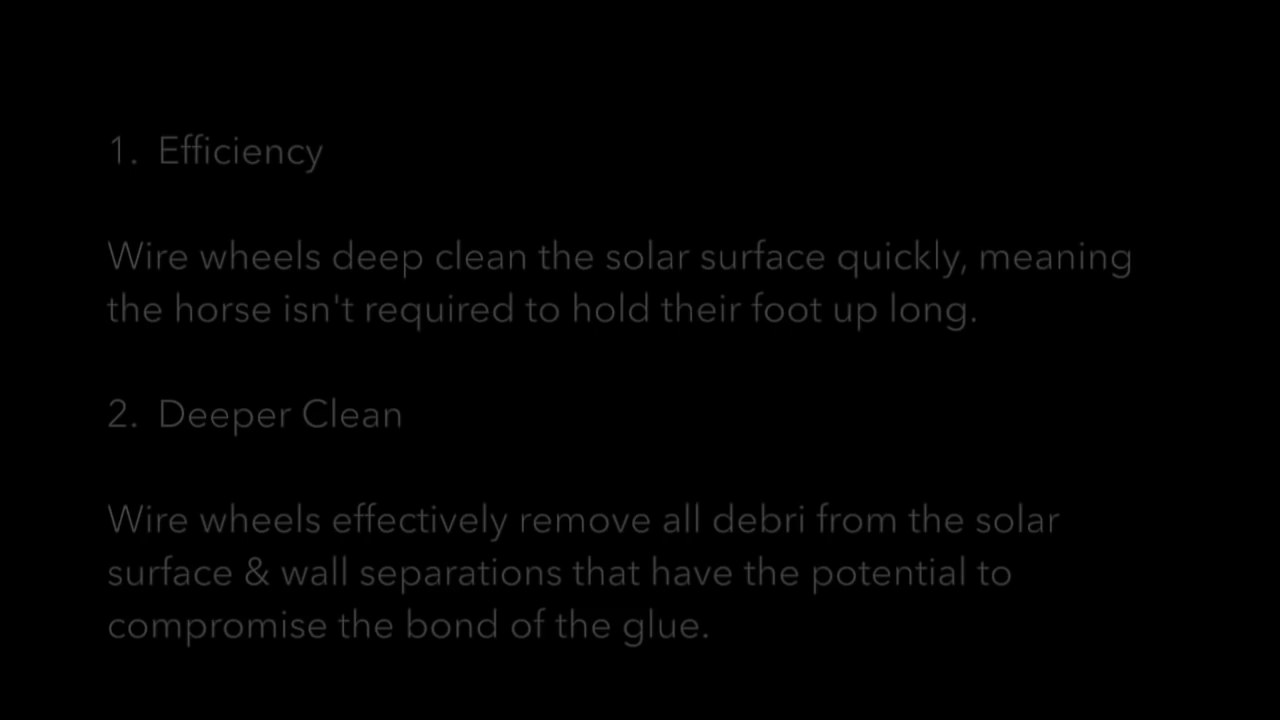 1. Efficiency
Wire wheels deep clean the solar surface quickly, meaning
the horse isn't required to hold their foot up long.
2. Deeper Clean
Wire wheels effectively remove all debri from the solar
surface & wall separations that have the potential to
compromise the bond of the glue.